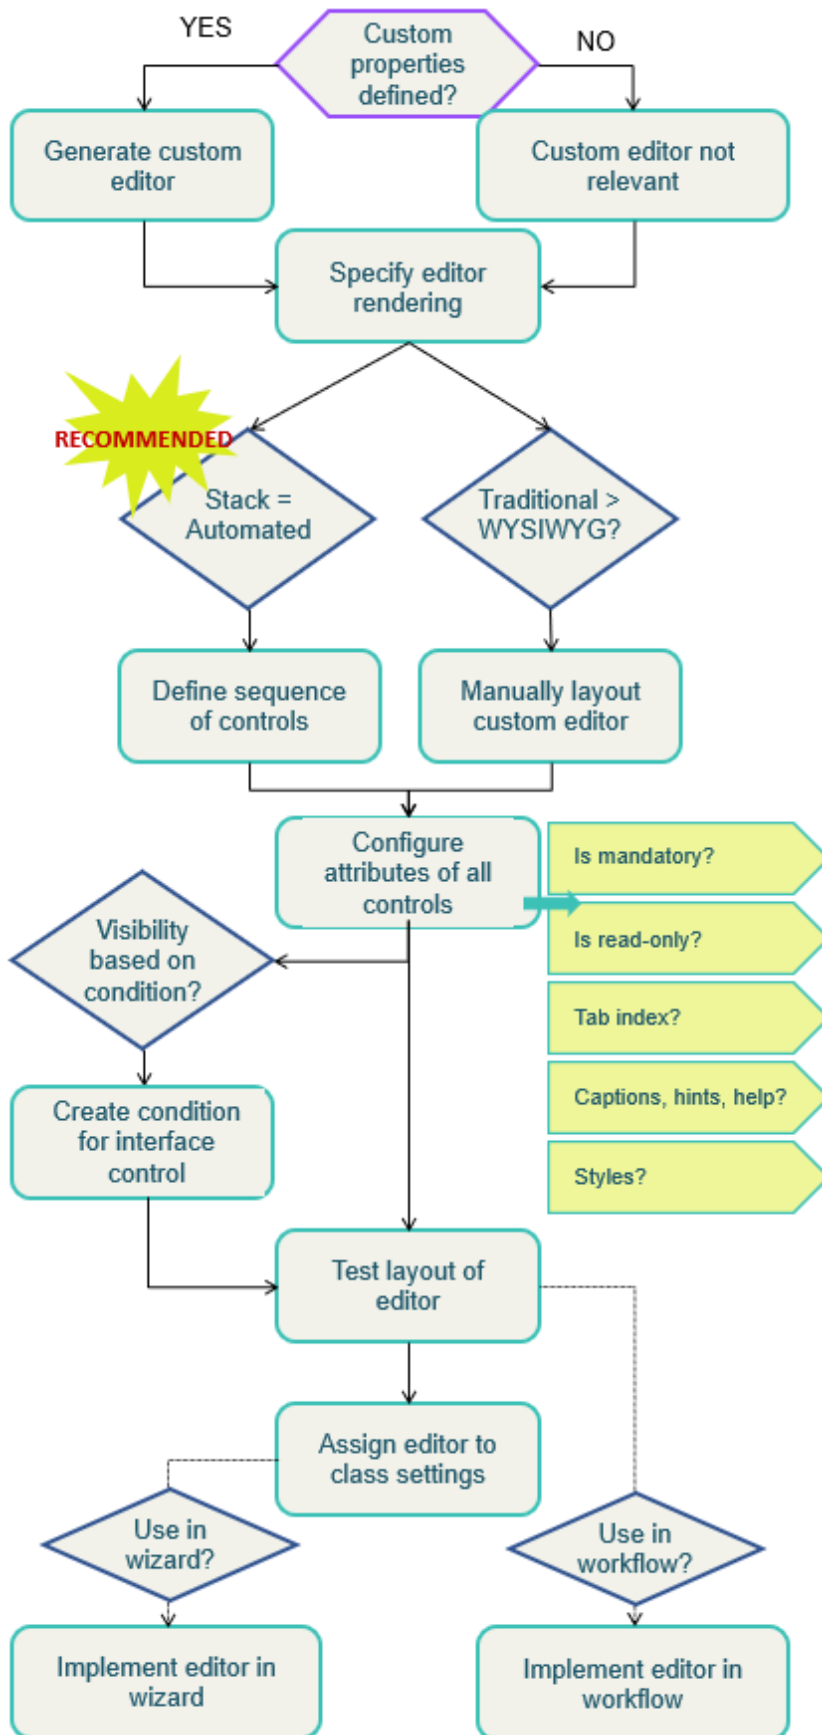 YES
NO
Custom
properties
defined?
Generate custom
editor
Custom editor not
relevant
Specify editor
rendering
RECOMMENDED
Stack =
Automated
Traditional >
WYSIWYG?
Define sequence
of controls
Manually layout
custom editor
Configure
attributes of all
controls
Is mandatory?
Is read-only?
Tab index?
Captions, hints, help?
Styles?
Visibility
based on
condition?
Create condition
for interface
control
Test layout of
editor
Assign editor to
class settings
Use in
wizard?
Use in
workflow?
Implement editor in
wizard
Implement editor in
workflow